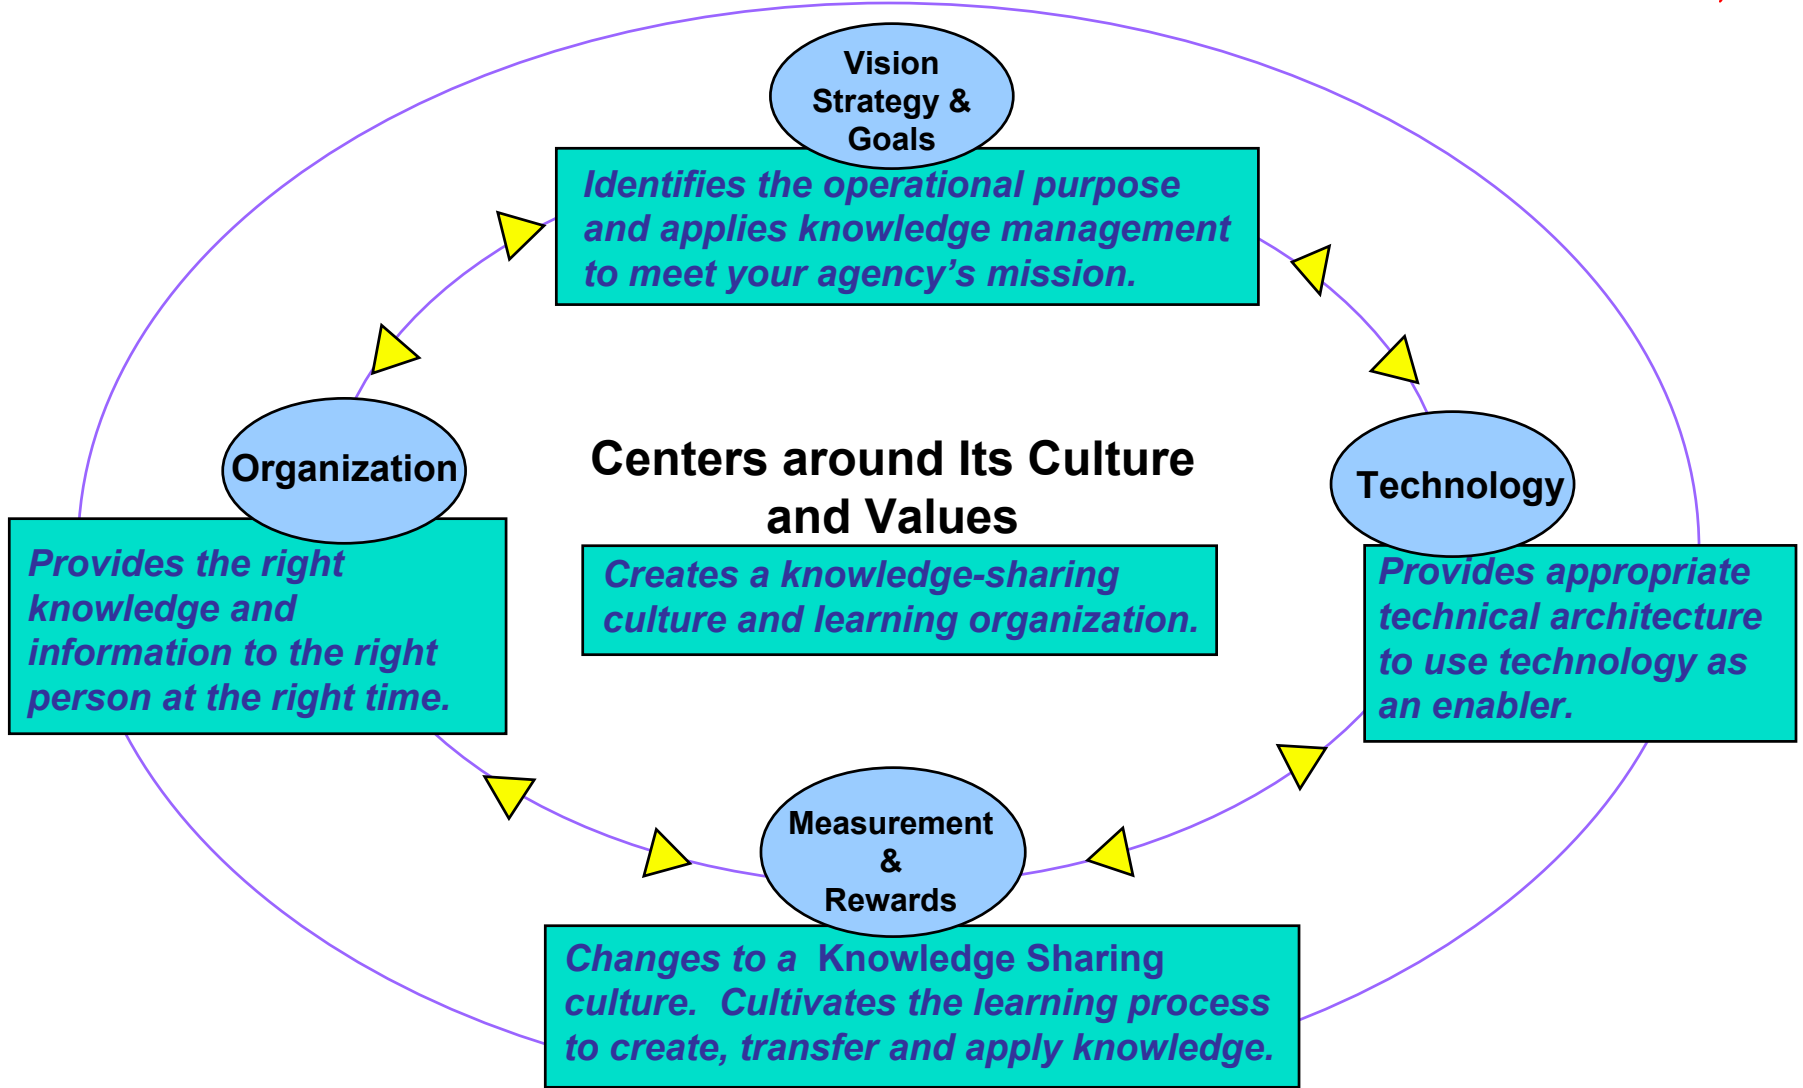 Vision
Strategy &
Goals
Identifies the operational purpose
and applies knowledge management
to meet your agency’s mission.
Organization
Provides the right
knowledge and
information to the right
person at the right time.
Centers around Its Culture
and Values
Creates a knowledge-sharing
culture and learning organization.
Technology
Provides appropriate
technical architecture
to use technology as
an enabler.
Measurement
&
Rewards
Changes to a  Knowledge Sharing
culture.  Cultivates the learning process
to create, transfer and apply knowledge.